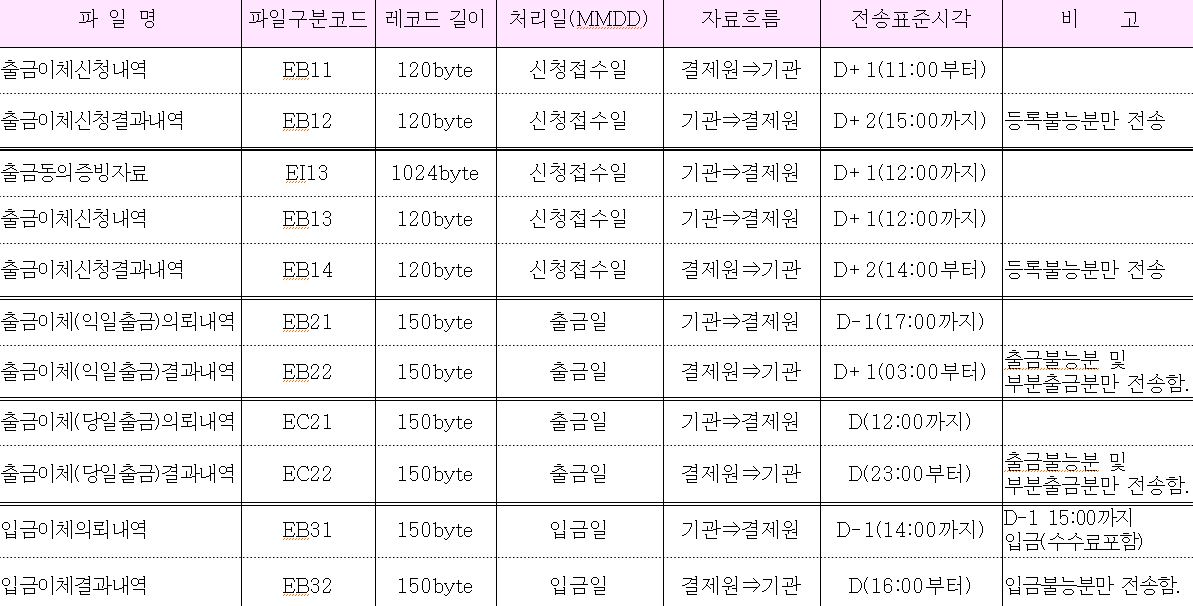 파 일 명 파일구분코드 레코드 길이 처리일(MMDD) 자료흐름 전송표준시각 비 고
출금이체신청내역 EB11 120byte 신청접수일 결제원⇒기관 D+1(11:00부터)
출금이체신청결과내역 EB12 120byte 신청접수일 기관⇒결제원 D+2(15:00까지) 등록불능분만 전송
출금동의증빙자료 EI13 1024byte 신청접수일 기관⇒결제원 D+1(12:00까지)
출금이체신청내역 EB13 120byte 신청접수일 기관⇒결제원 D+1(12:00까지)
출금이체신청결과내역 EB14 120byte 신청접수일 결제원⇒기관 D+2(14:00부터) 등록불능분만 전송
출금이체(익일출금)의뢰내역 EB21 150byte 출금일 기관⇒결제원 D-1(17:00까지)
출금이체(익일출금)결과내역 EB22 150byte 출금일 결제원⇒기관 D+1(03:00부터) 출금불능분 및
부분출금분만 전송함.
출금이체(당일출금)의뢰내역 EC21 150byte 출금일 기관⇒결제원 D(12:00까지)
출금이체(당일출금)결과내역 EC22 150byte 출금일 결제원⇒기관 D(23:00부터) 출금불능분 및
부분출금분만 전송함.
입금이체의뢰내역 EB31 150byte 입금일 기관⇒결제원 D-1(14:00까지) D-1 15:00까지
입금(수수료포함)
입금이체결과내역 EB32 150byte 입금일 결제원⇒기관 D(16:00부터) 입금불능분만 전송함.